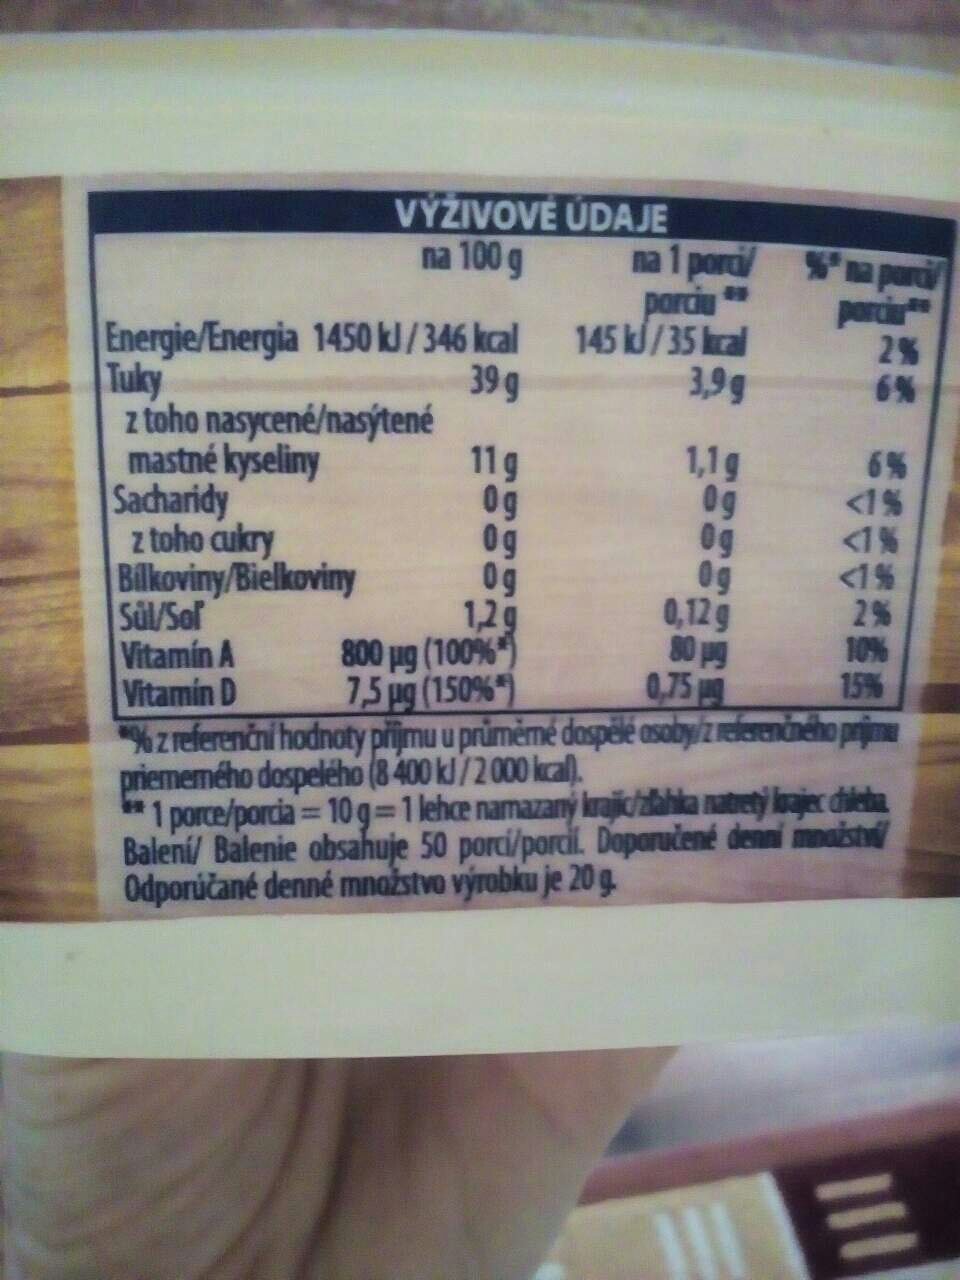 VÝŽIVOVÉ ÚDAJE
na 100 g na 1 porci/ %* na porci/
porciu ** porciu**
Energie/Energia 1450 kJ / 346 kcal 145 kJ / 35 kcal 2 %
Tuky 39 g 3,9 g 6 %
z toho nasycené/nasýtené
mastné kyseliny 11 g 1,1 g 6 %
Sacharidy 0 g 0 g <1 %
z toho cukry 0 g 0 g <1 %
Bílkoviny/Bielkoviny 0 g 0 g <1 %
Sůl/Soľ 1,2 g 0,12 g 2 %
Vitamín A 800 µg (100%*) 80 µg 10%
Vitamín D 7,5 µg (150%*) 0,75 µg 15%
*% z referenční hodnoty příjmu u průměrné dospělé osoby/z referenčného príjmu
priemerného dospelého (8 400 kJ / 2 000 kcal).
** 1 porce/porcia = 10 g = 1 lehce namazaný krajíc/zľahka natretý krajec chleba.
Balení/ Balenie obsahuje 50 porcí/porcií. Doporučené denní množství/
Odporúčané denné množstvo výrobku je 20 g.